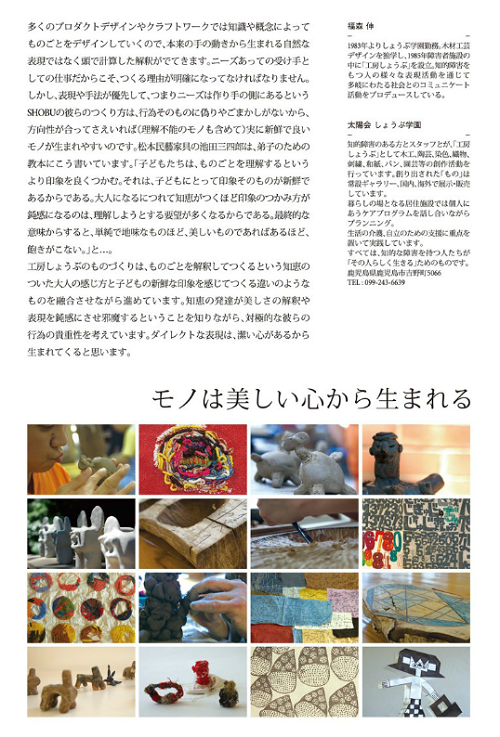 多くのプロダクトデザインやクラフトワークでは知識や概念によって
ものごとをデザインしていくので、本来の手の動きから生まれる自然な
表現ではなく頭で計算した解釈がでてきます。ニーズあっての受け手と
しての仕事だからこそ、つくる理由が明確になってなければなりません。
しかし、表現や手法が優先して、つまりニーズは作り手の側にあるという
SHOBUの彼らのつくり方は、行為そのものに偽りやごまかしがないから、
方向性が合ってさえいれば（理解不能のモノも含めて）実に新鮮で良い
モノが生まれやすいのです。松本民藝家具の池田三四郎は、弟子のための
教本にこう書いています。「子どもたちは、ものごとを理解するという
より印象を良くつかむ。それは、子どもにとって印象そのものが新鮮で
あるからである。大人になるにつれて知恵がつくほど印象のつかみ方が
鈍感になるのは、理解しようとする要望が多くなるからである。最終的な
意味からすると、単純で地味なものほど、美しいものであればあるほど、
飽きがこない。」と…。
工房しょうぶのものづくりは、ものごとを解釈してつくるという知恵の
ついた大人の感じ方と子どもの新鮮な印象を感じてつくる違いのような
ものを融合させながら進めています。知恵の発達が美しさの解釈や
表現を鈍感にさせ邪魔するということを知りながら、対極的な彼らの
行為の貴重性を考えています。ダイレクトな表現は、潔い心があるから
生まれてくると思います。
福森 伸
1983年よりしょうぶ学園勤務。木材工芸
デザインを独学し、1985年障害者施設の
中に「工房しょうぶ」を設立。知的障害を
もつ人の様々な表現活動を通じて
多岐にわたる社会とのコミュニケート
活動をプロデュースしている。
太陽会 しょうぶ学園
知的障害のある方とスタッフとが、「工房
しょうぶ」として木工、陶芸、染色、織物、
刺繍、和紙、パン、園芸等の創作活動を
行っています。創り出された「もの」は
常設ギャラリー、国内、海外で展示・販売
しています。
暮らしの場となる居住施設では個人に
あうケアプログラムを話し合いながら
プランニング。
生活の介護、自立のための支援に重点を
置いて実践しています。
すべては、知的な障害を持つ人たちが
「その人らしく生きる」ためのものです。
鹿児島県鹿児島市吉野町5066
TEL : 099-243-6639
モノは美しい心から生まれる